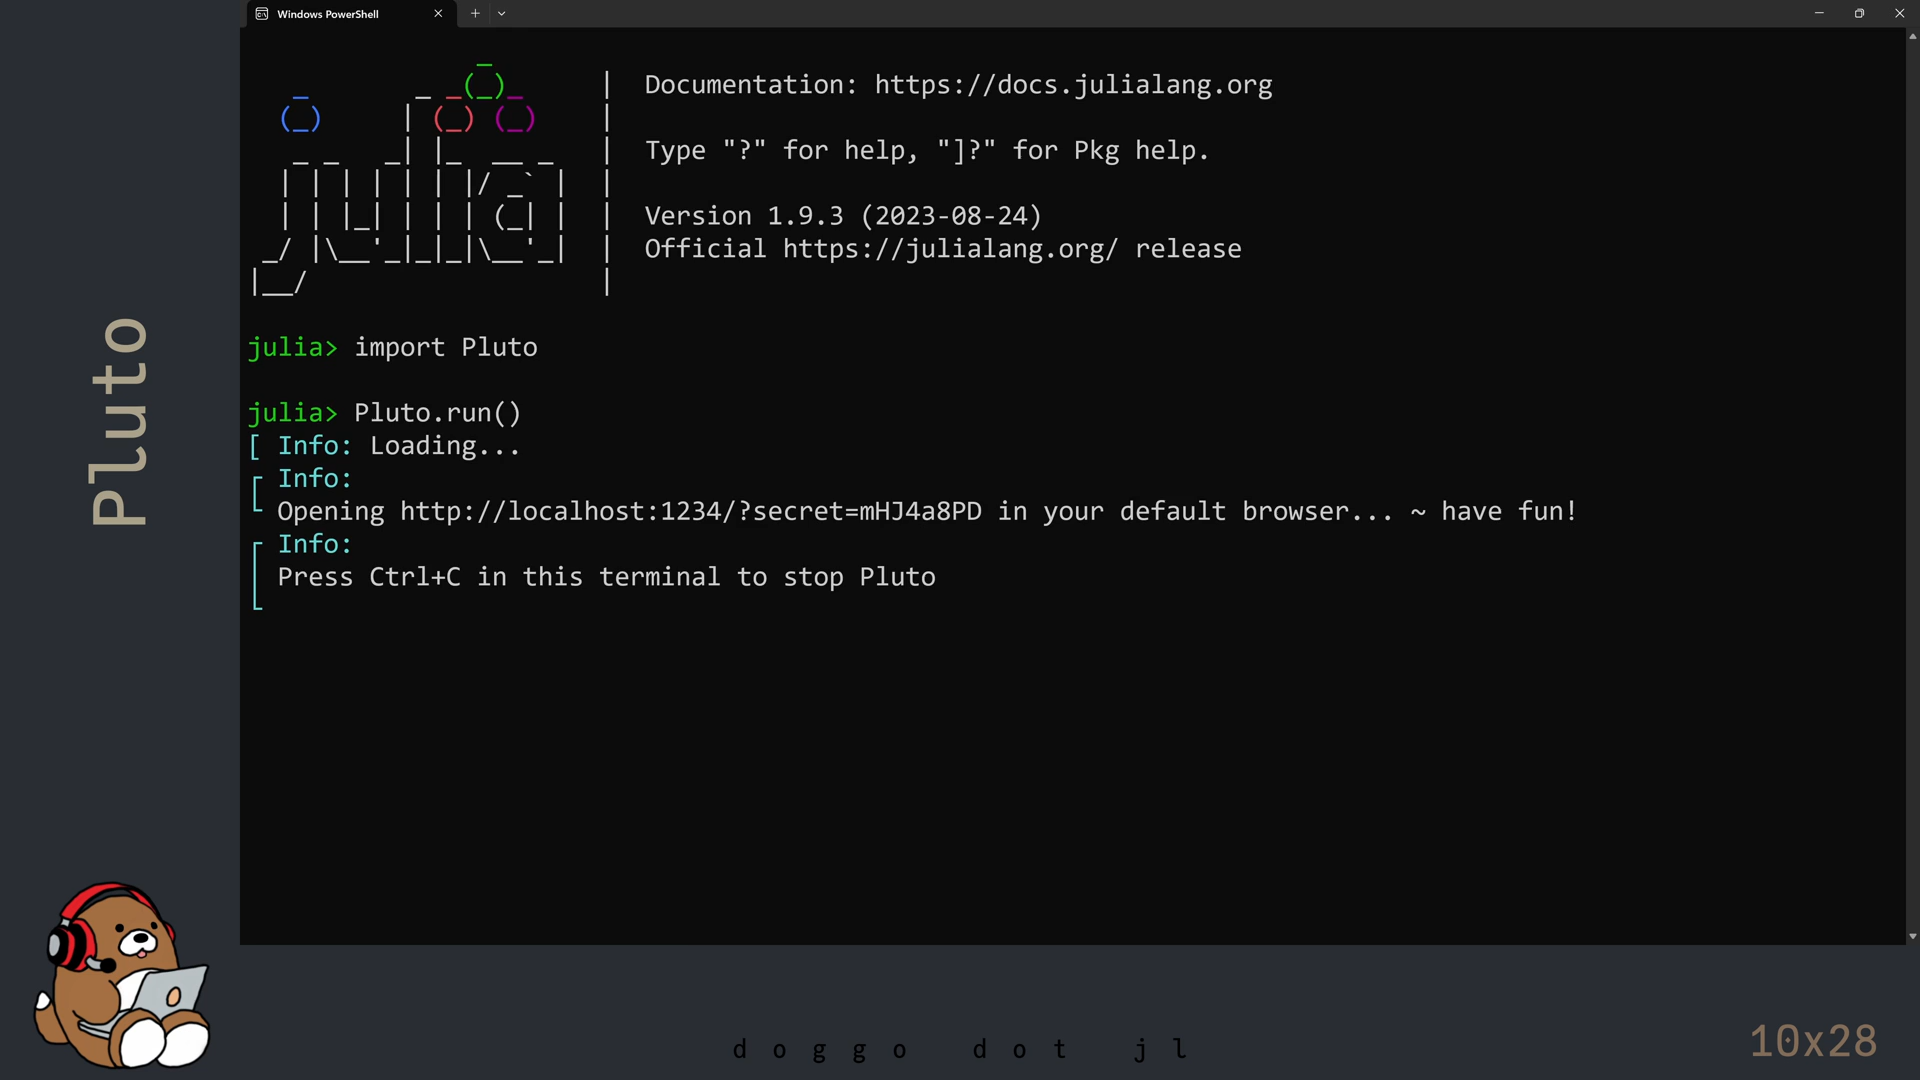 Windows PowerShell
Documentation: https://docs.julialang.org
Type "?" for help, "]?" for Pkg help.
Version 1.9.3 (2023-08-24)
Official https://julialang.org/ release
julia> import Pluto
julia> Pluto.run()
[ Info: Loading...
Info:
Opening http://localhost:1234/?secret=mHJ4a8PD in your default browser... ~ have fun!
Info:
Press Ctrl+C in this terminal to stop Pluto
Pluto
doggo dot jl
10x28